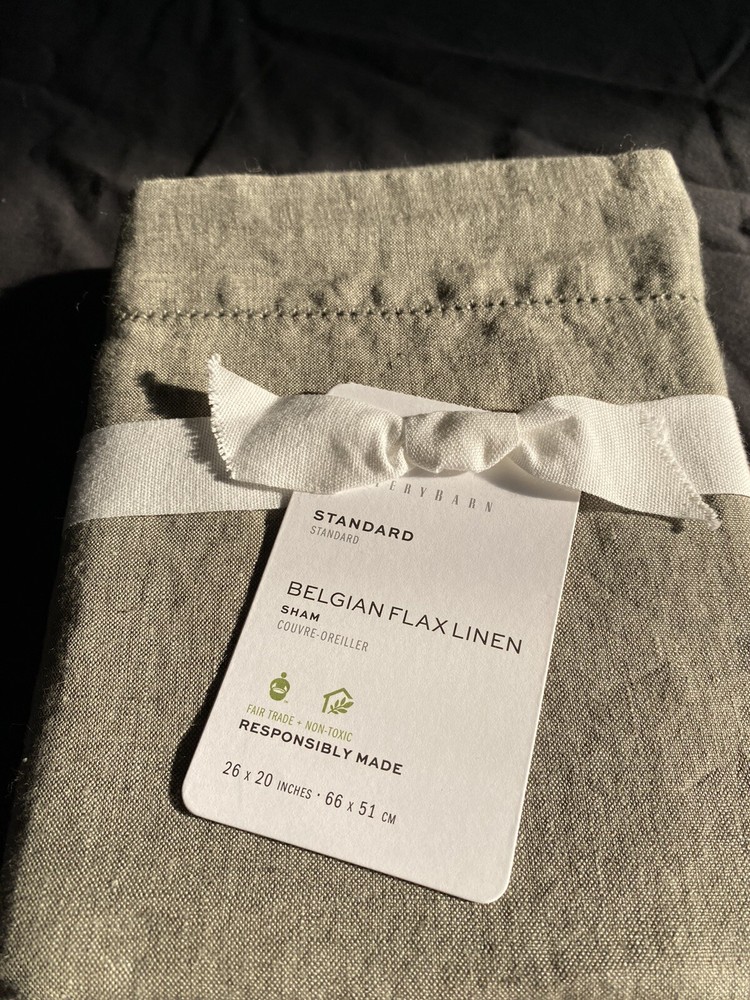 ERYBARN
STANDARD
STANDARD
BELGIAN FLAX LINEN
SHAM
COUVRE-OREILLER
FAIR TRADE + NON-TOXIC
RESPONSIBLY MADE
26 x 20 INCHES · 66 x 51 CM